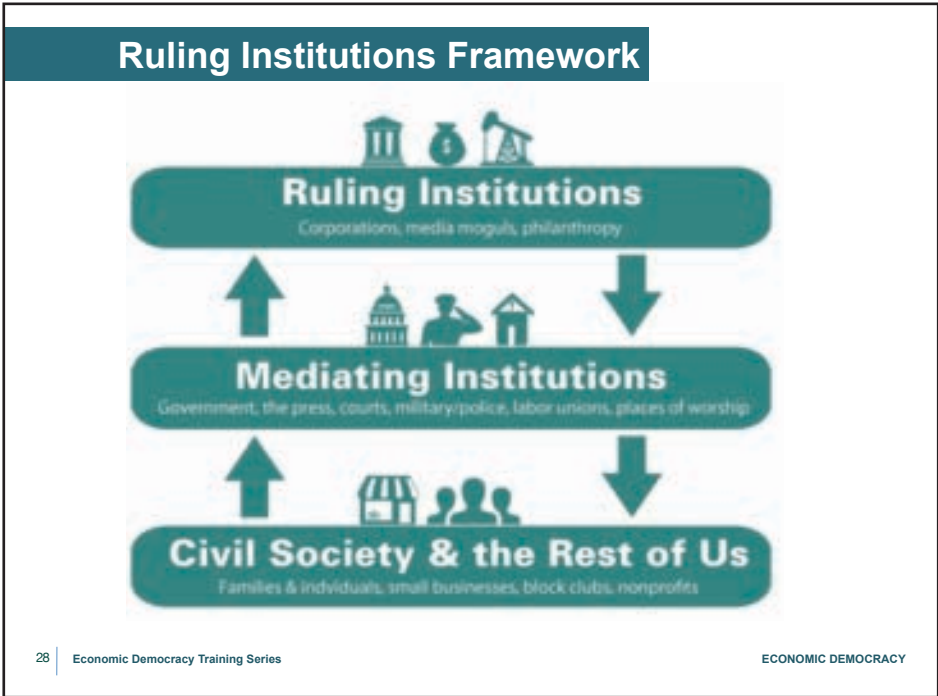 Ruling Institutions Framework
$
Ruling Institutions
Corporations, media moguls, philanthropy
Mediating Institutions
Government, the press, courts, military/police, labor unions, places of worship
Civil Society & the Rest of Us
Families & indviduals, small businesses, block clubs, nonprofits
28 Economic Democracy Training Series
ECONOMIC DEMOCRACY